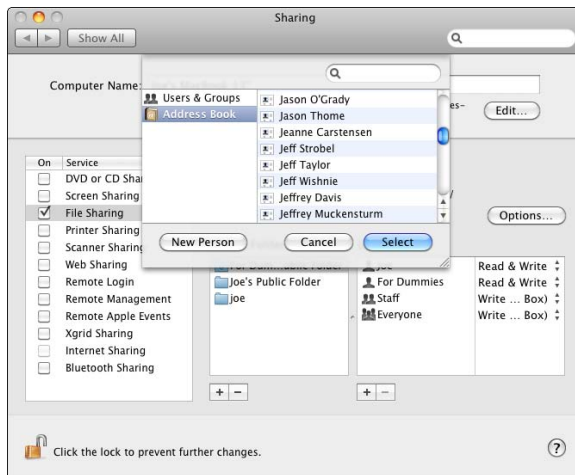 Sharing
Show All
Computer Name:
Edit...
Users & Groups
Address Book
Jason O'Grady
Jason Thome
Jeanne Carstensen
Jeff Strobel
Jeff Taylor
Jeff Wishnie
Jeffrey Davis
Jeffrey Muckensturm
New Person
Cancel
Select
On Service
DVD or CD Sha
Screen Sharing
File Sharing
Printer Sharing
Scanner Sharing
Web Sharing
Remote Login
Remote Management
Remote Apple Events
Xgrid Sharing
Internet Sharing
Bluetooth Sharing
Options...
Joe's Public Folder
joe
Joe
For Dummies
Staff
Everyone
Read & Write
Read & Write
Write ... Box)
Write ... Box)
+ −
+ −
Click the lock to prevent further changes.
?